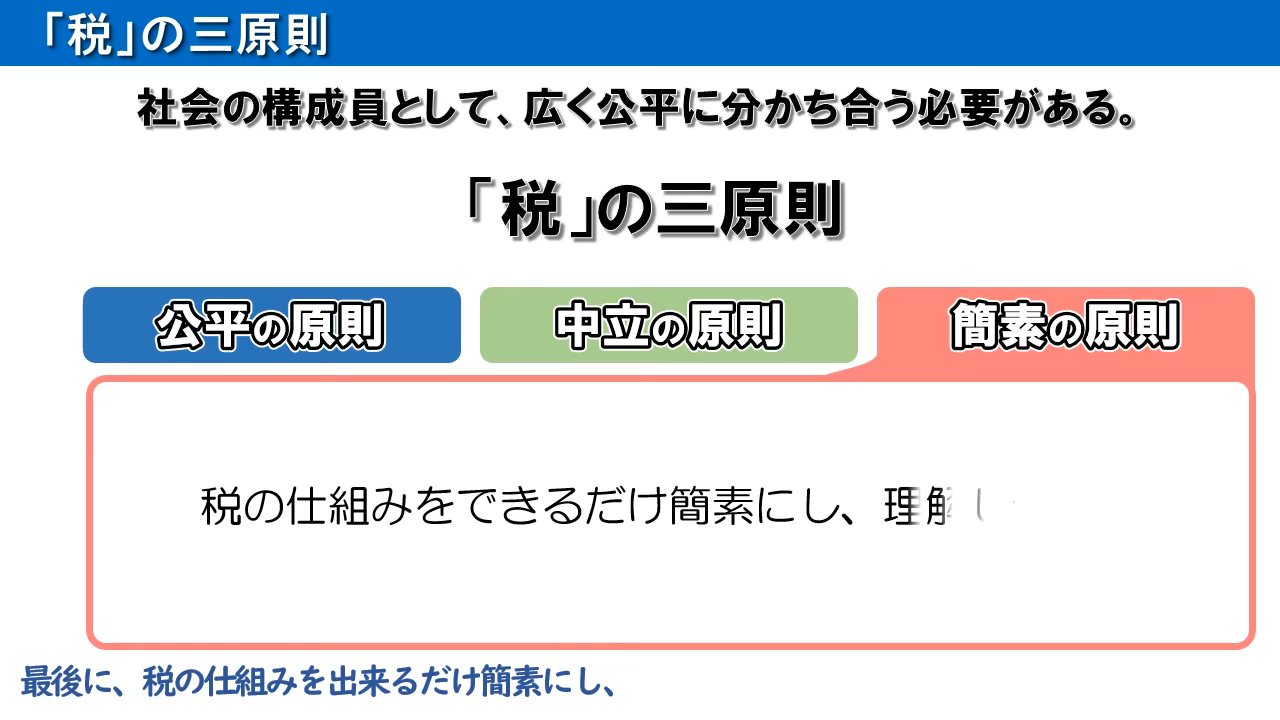 「税」の三原則
社会の構成員として、広く公平に分かち合う必要がある。
「税」の三原則
公平の原則
中立の原則
簡素の原則
税の仕組みをできるだけ簡素にし、理解し
最後に、税の仕組みを出来るだけ簡素にし、